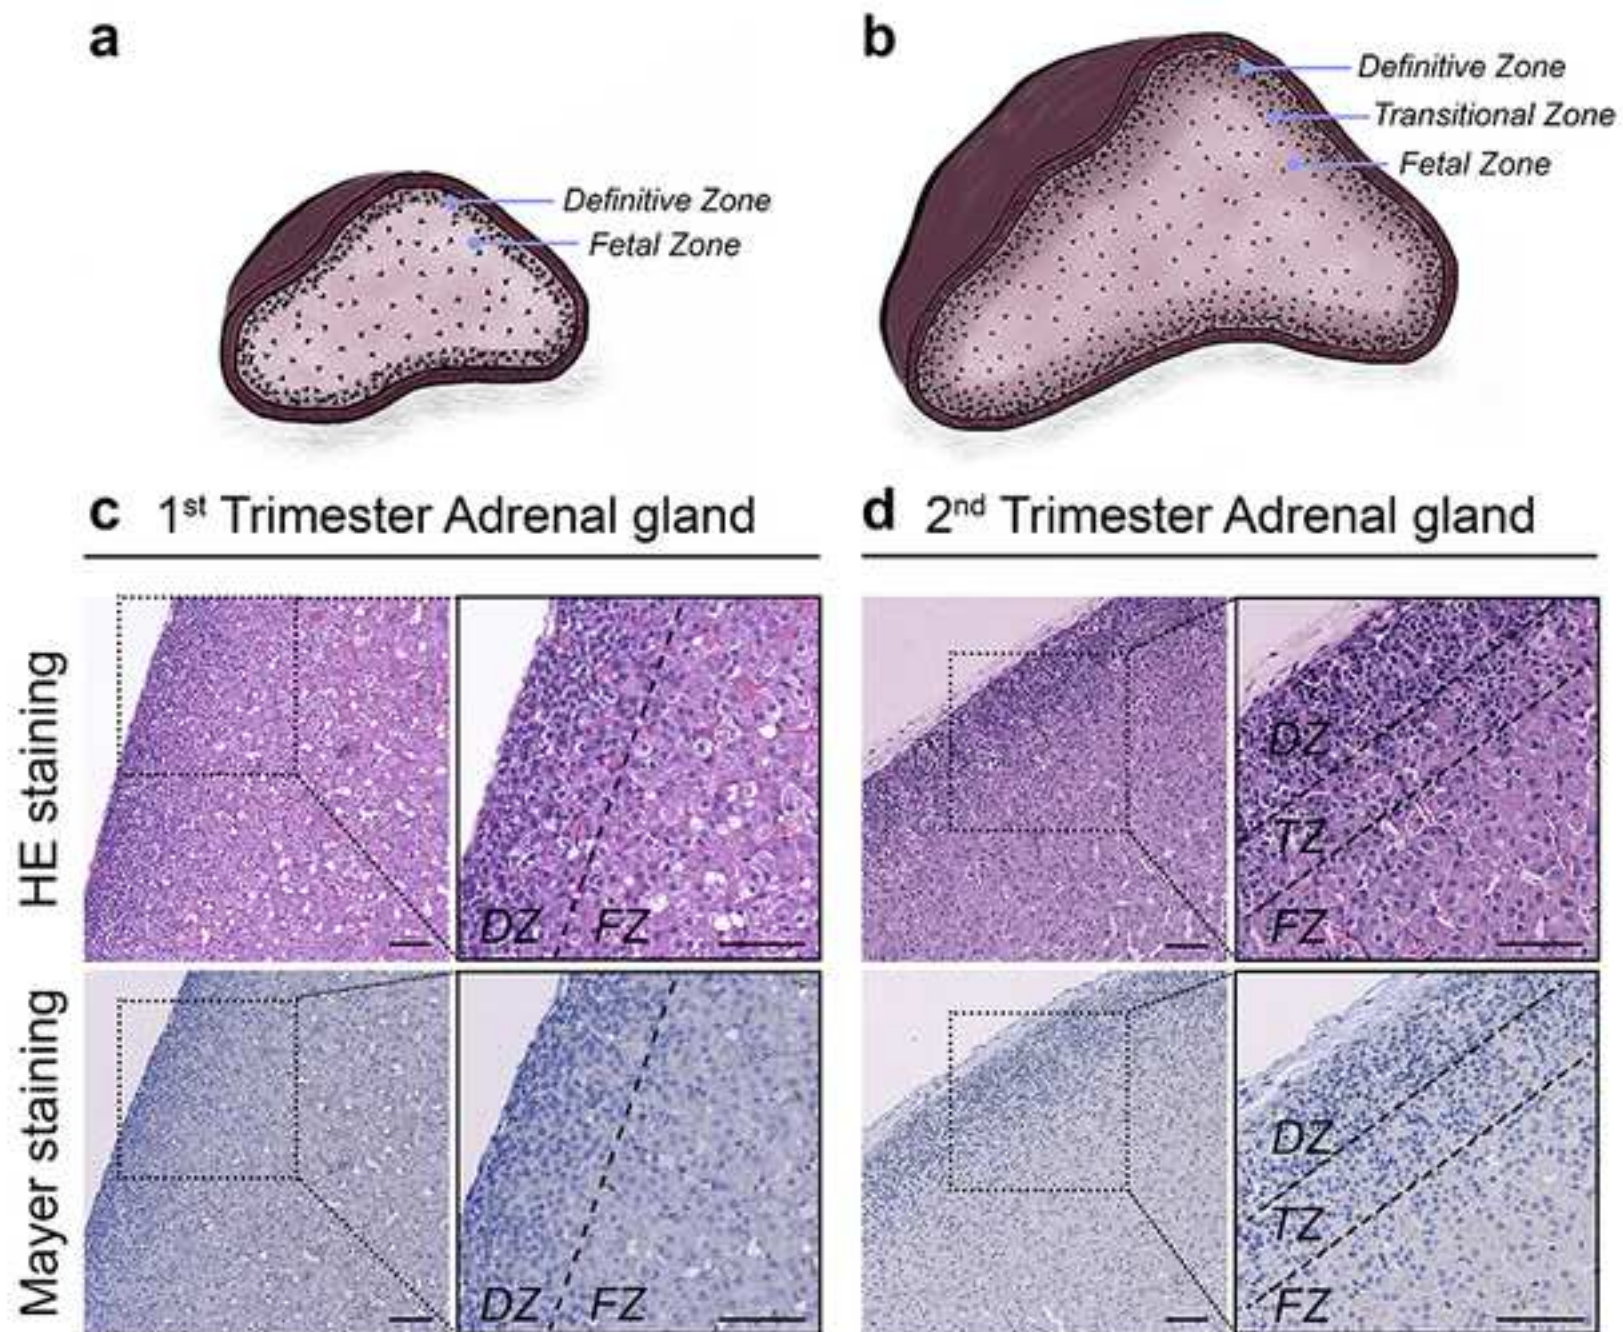 a
Definitive Zone
Fetal Zone
b
Definitive Zone
Transitional Zone
Fetal Zone
c 1st Trimester Adrenal gland
d 2nd Trimester Adrenal gland
HE staining
DZ FZ
DZ
TZ
FZ
Mayer staining
DZ FZ
DZ
TZ
FZ